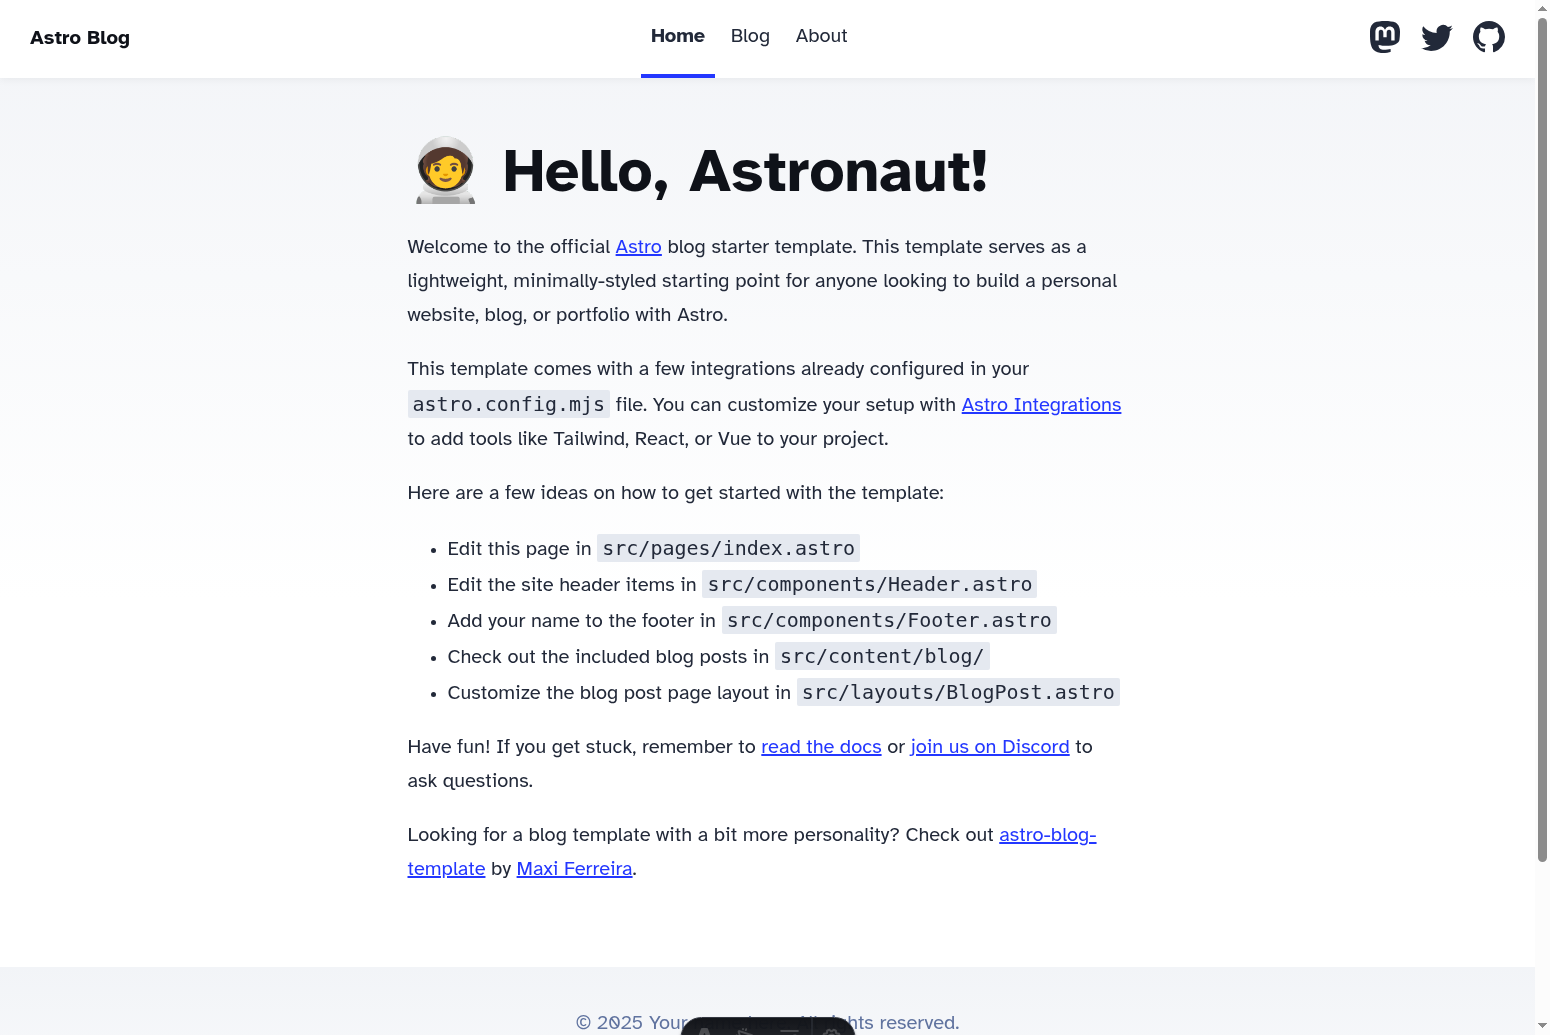 Astro Blog
Home Blog About
Hello, Astronaut!
Welcome to the official Astro blog starter template. This template serves as a
lightweight, minimally-styled starting point for anyone looking to build a personal
website, blog, or portfolio with Astro.
This template comes with a few integrations already configured in your
astro.config.mjs file. You can customize your setup with Astro Integrations
to add tools like Tailwind, React, or Vue to your project.
Here are a few ideas on how to get started with the template:
• Edit this page in src/pages/index.astro
• Edit the site header items in src/components/Header.astro
• Add your name to the footer in src/components/Footer.astro
• Check out the included blog posts in src/content/blog/
• Customize the blog post page layout in src/layouts/BlogPost.astro
Have fun! If you get stuck, remember to read the docs or join us on Discord to
ask questions.
Looking for a blog template with a bit more personality? Check out astro-blog-
template by Maxi Ferreira.
© 2025 Your reserved.